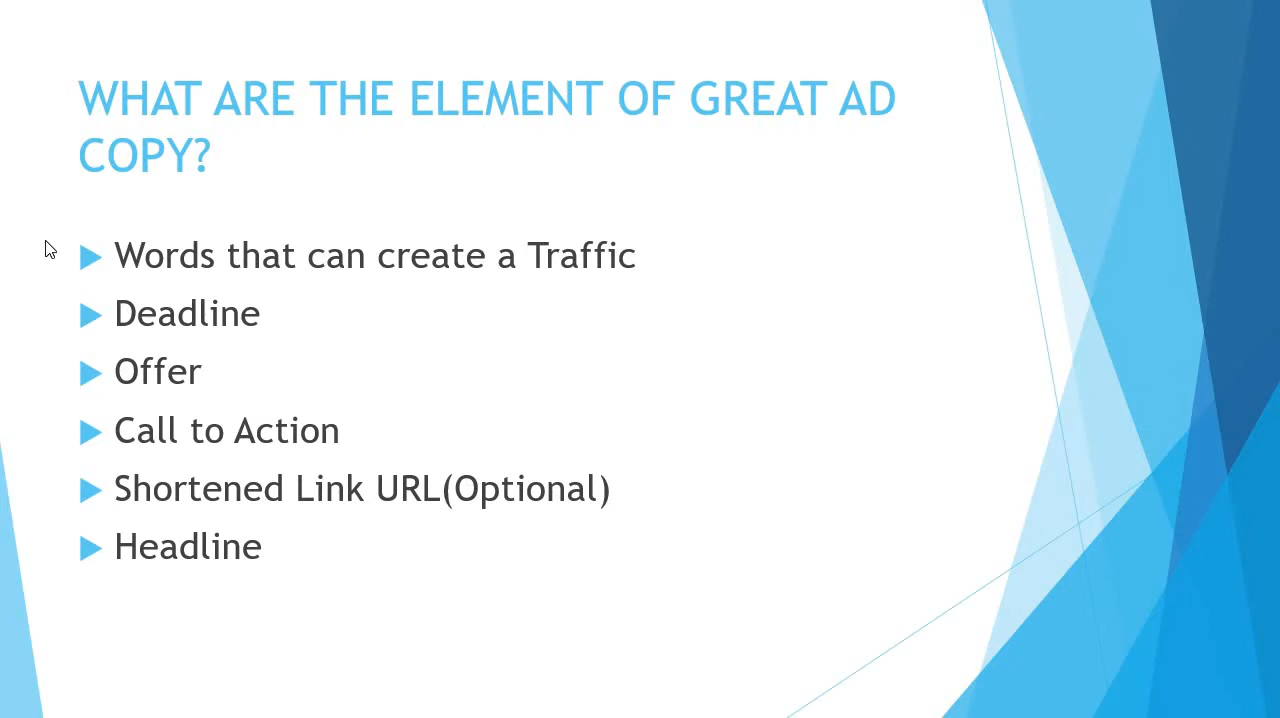 WHAT ARE THE ELEMENT OF GREAT AD
COPY?
Words that can create a Traffic
Deadline
Offer
Call to Action
Shortened Link URL(Optional)
Headline